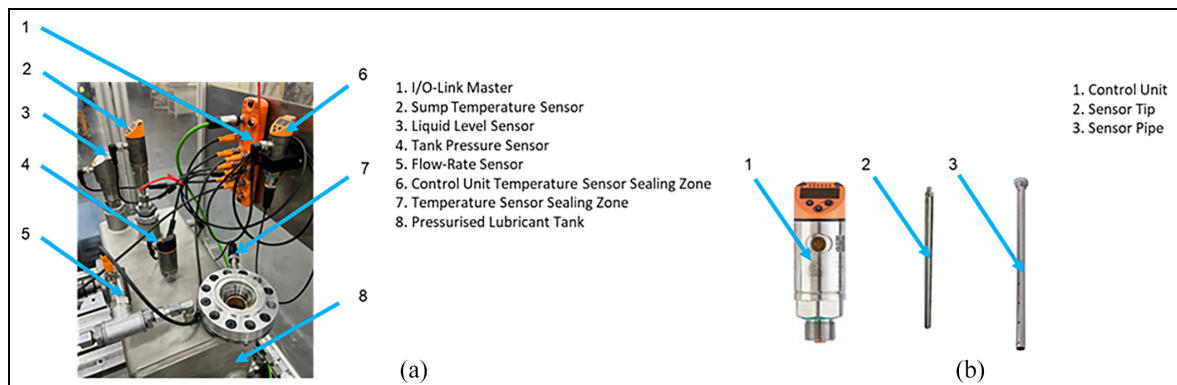 1
2
3
4
5
6
7
8
1. I/O-Link Master
2. Sump Temperature Sensor
3. Liquid Level Sensor
4. Tank Pressure Sensor
5. Flow-Rate Sensor
6. Control Unit Temperature Sensor Sealing Zone
7. Temperature Sensor Sealing Zone
8. Pressurised Lubricant Tank
(a)
1. Control Unit
2. Sensor Tip
3. Sensor Pipe
1
2
3
(b)